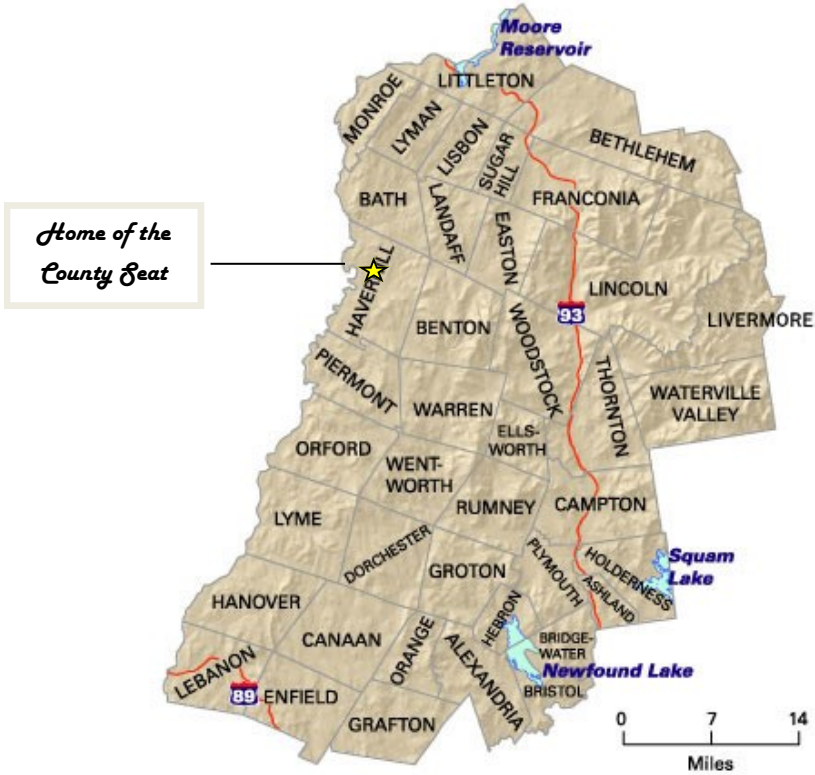 Moore
Reservoir
LITTLETON
MONROE
LYMAN
LISBON
SUGAR
HILL
BETHLEHEM
BATH
LANDAFF
FRANCONIA
EASTON
Home of the
County Seat
HAVERHILL
LINCOLN
93
LIVERMORE
BENTON
WOODSTOCK
THORNTON
PIERMONT
WATERVILLE
VALLEY
WARREN
ELLS-
WORTH
ORFORD
WENT-
WORTH
RUMNEY
CAMPTON
LYME
DORCHESTER
GROTON
PLYMOUTH
HOLDERNESS
ASHLAND
Squam
Lake
HANOVER
CANAAN
ORANGE
HEBRON
ALEXANDRIA
BRIDGE-
WATER
Newfound Lake
BRISTOL
LEBANON
89
ENFIELD
GRAFTON
0 7 14
Miles